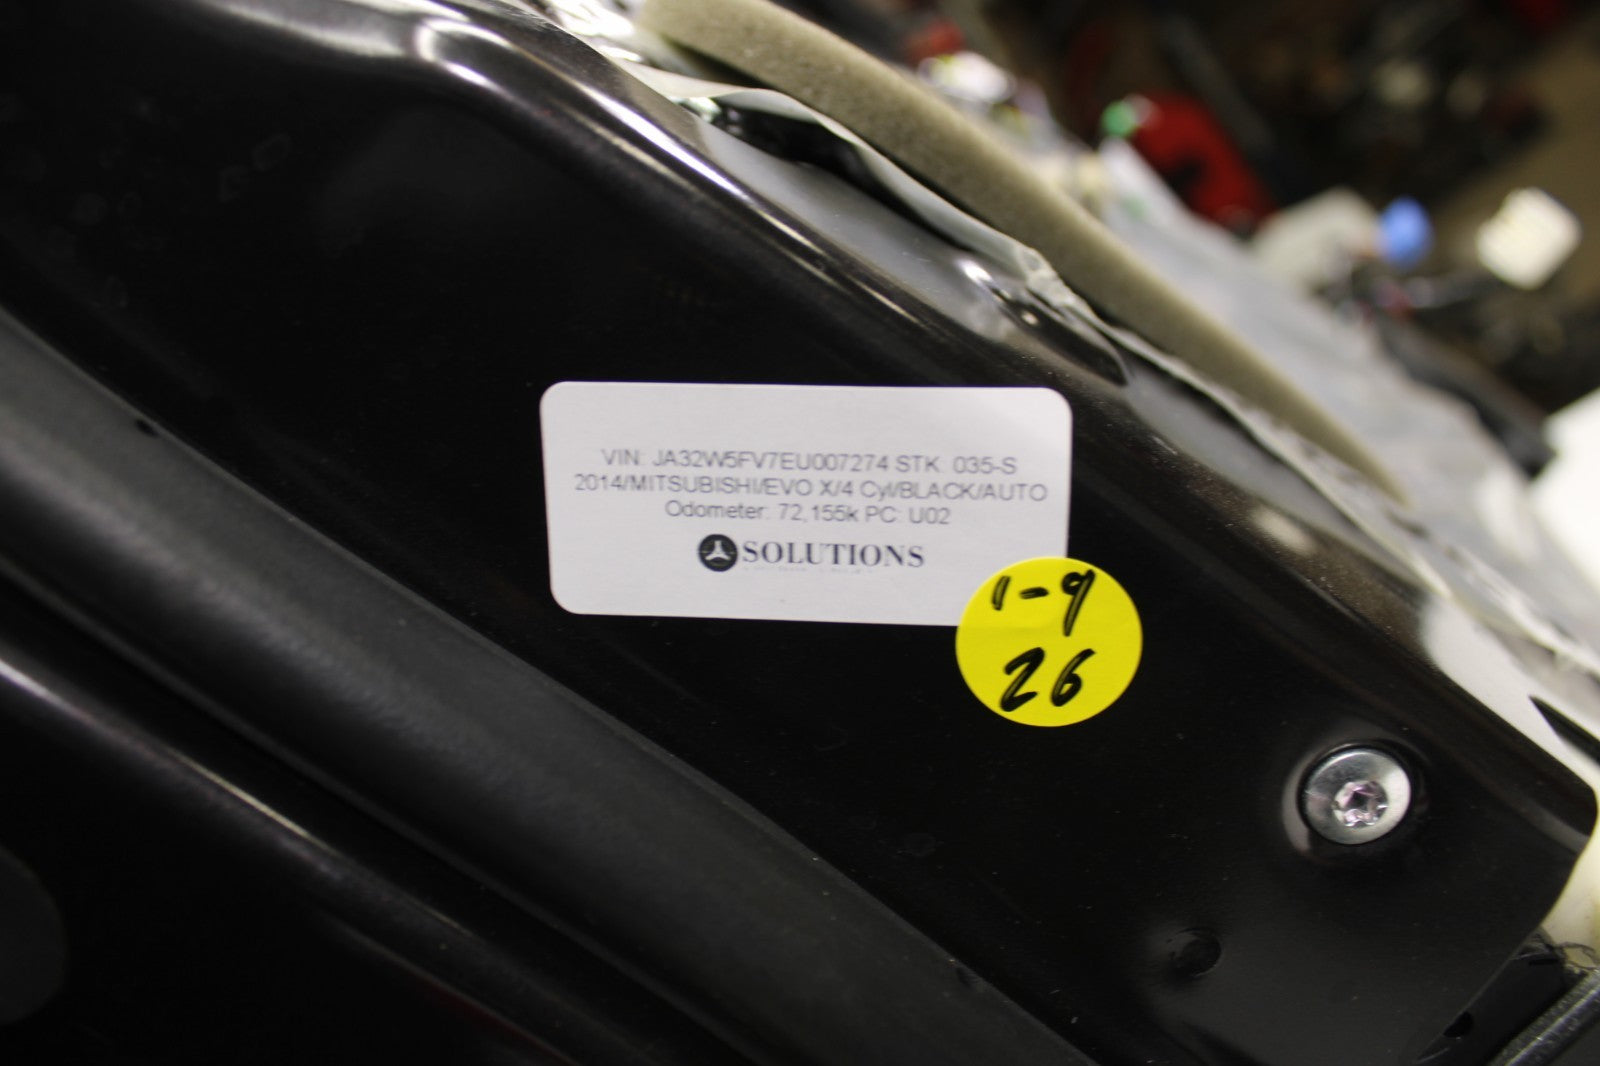 VIN: JA32W5FV7EU007274 STK: 035-S
2014/MITSUBISHI/EVO X/4 Cyl/BLACK/AUTO
Odometer: 72,155k PC: U02
SOLUTIONS
1-9
26